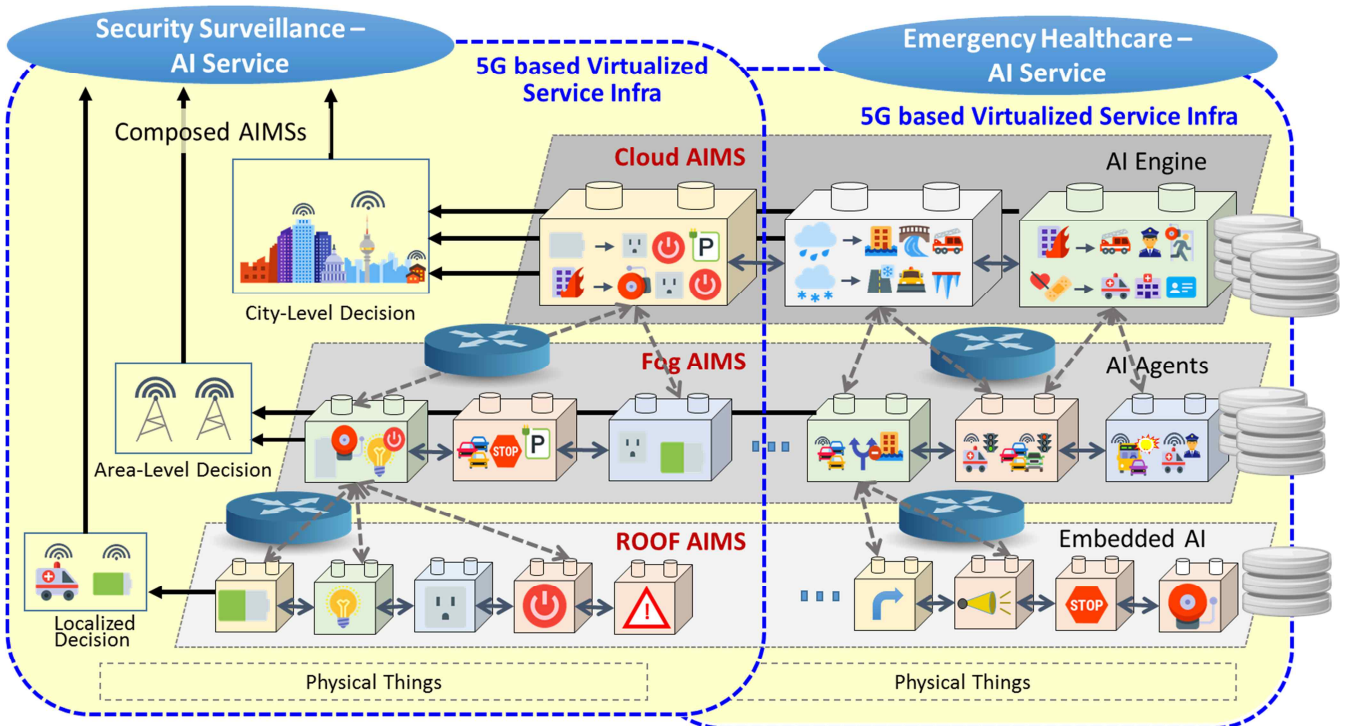 Security Surveillance –
AI Service
Emergency Healthcare –
AI Service
5G based Virtualized
Service Infra
5G based Virtualized Service Infra
Composed AIMSs
Cloud AIMS
AI Engine
P
City-Level Decision
Fog AIMS
AI Agents
STOP
P
Area-Level Decision
ROOF AIMS
Embedded AI
STOP
Localized
Decision
Physical Things
Physical Things